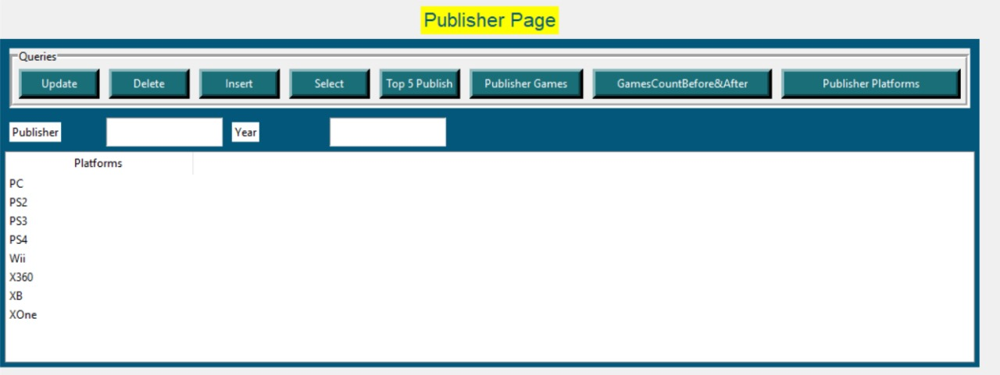 Publisher Page
Queries
Update Delete Insert Select Top 5 Publish Publisher Games GamesCountBefore&After Publisher Platforms
Publisher Year
Platforms
PC
PS2
PS3
PS4
Wii
X360
XB
XOne